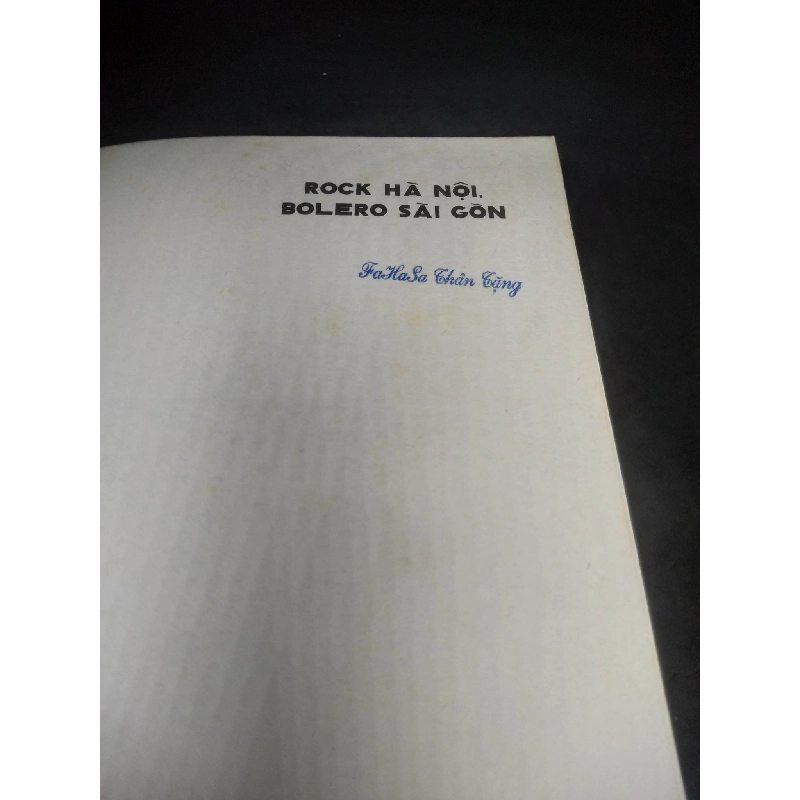 ROCK HÀ NỘI,
BOLERO SÀI GÒN
FaHaSa Thân Tặng